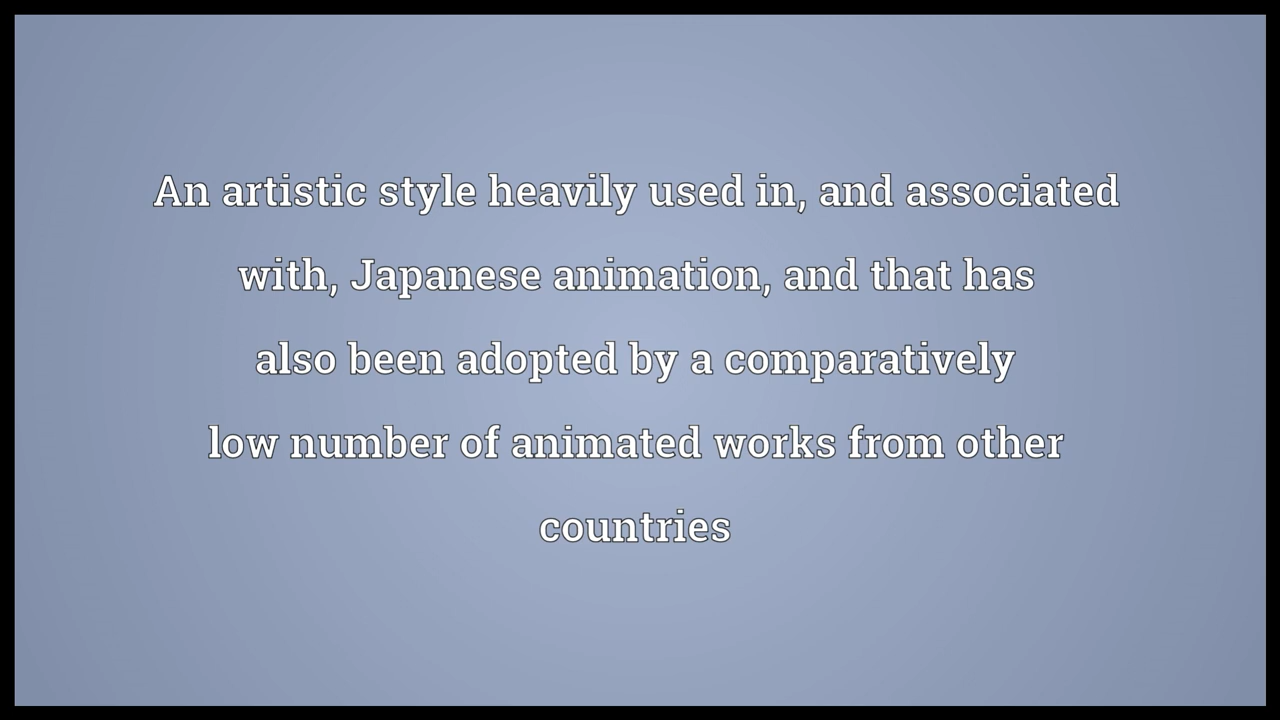 An artistic style heavily used in, and associated
with, Japanese animation, and that has
also been adopted by a comparatively
low number of animated works from other
countries